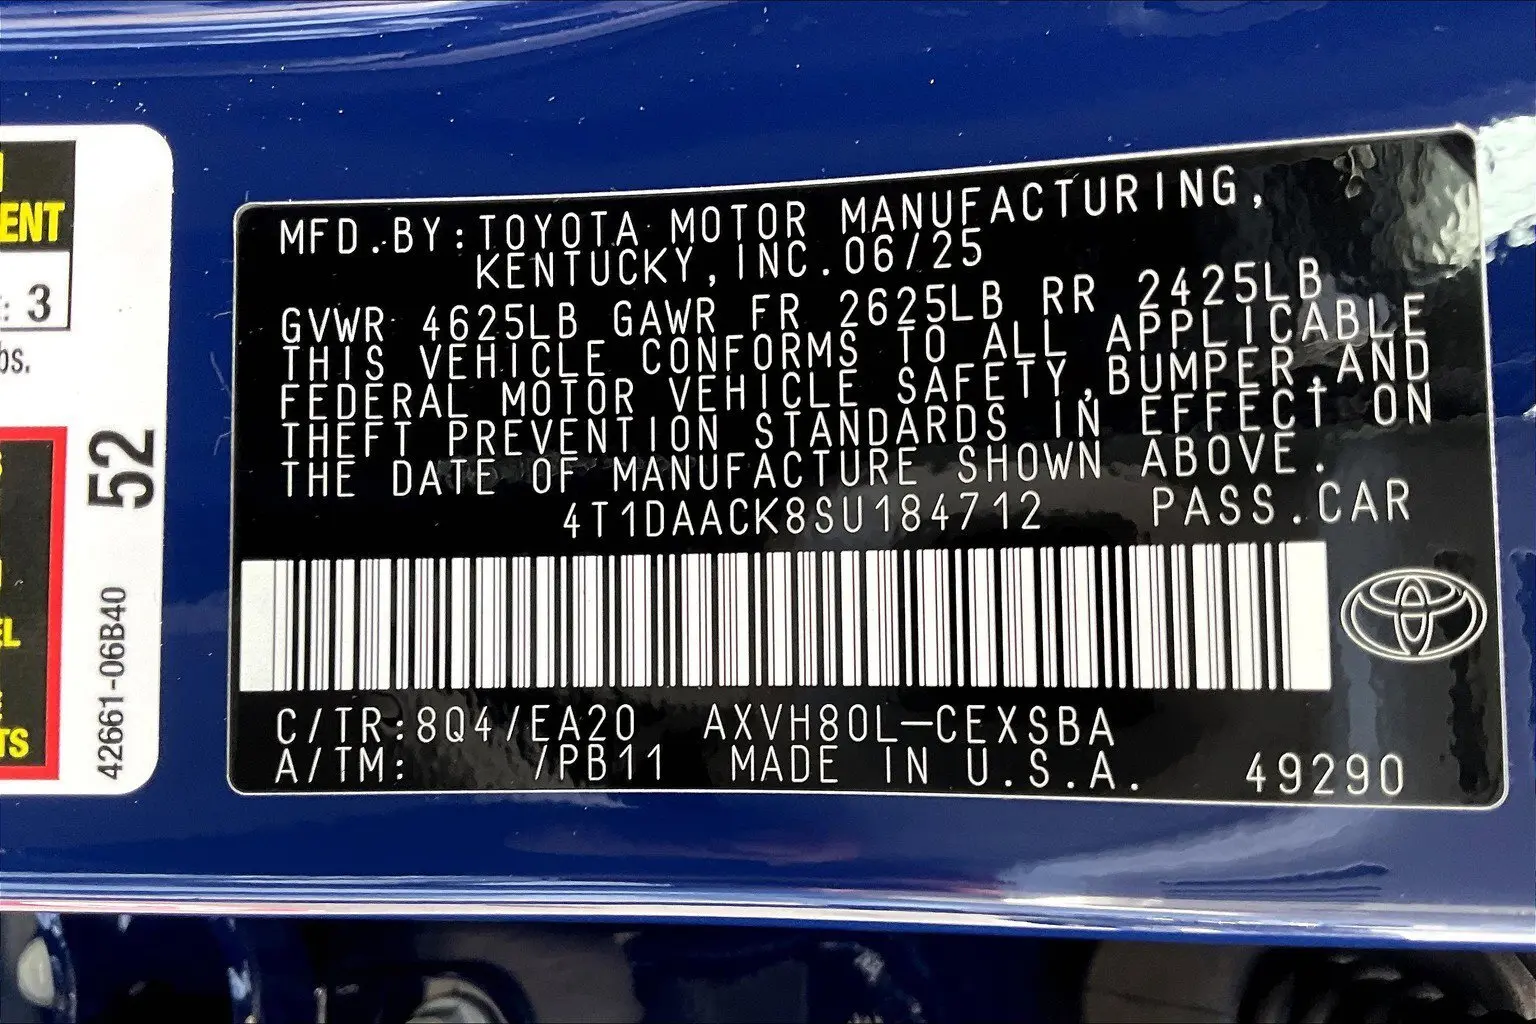 ENT
: 3
bs.
52
42661-06B40
EL
TS
MFD.BY:TOYOTA MOTOR MANUFACTURING,
KENTUCKY,INC.06/25
GVWR 4625LB GAWR FR 2625LB RR 2425LB
THIS VEHICLE CONFORMS TO ALL APPLICABLE
FEDERAL MOTOR VEHICLE SAFETY,BUMPER,AND
THEFT PREVENTION STANDARDS IN EFFECT ON
THE DATE OF MANUFACTURE SHOWN ABOVE.
4T1DAACK8SU184712 PASS.CAR
C/TR:8Q4/EA20 AXVH80L-CEXSBA
A/TM: /PB11 MADE IN U.S.A. 49290